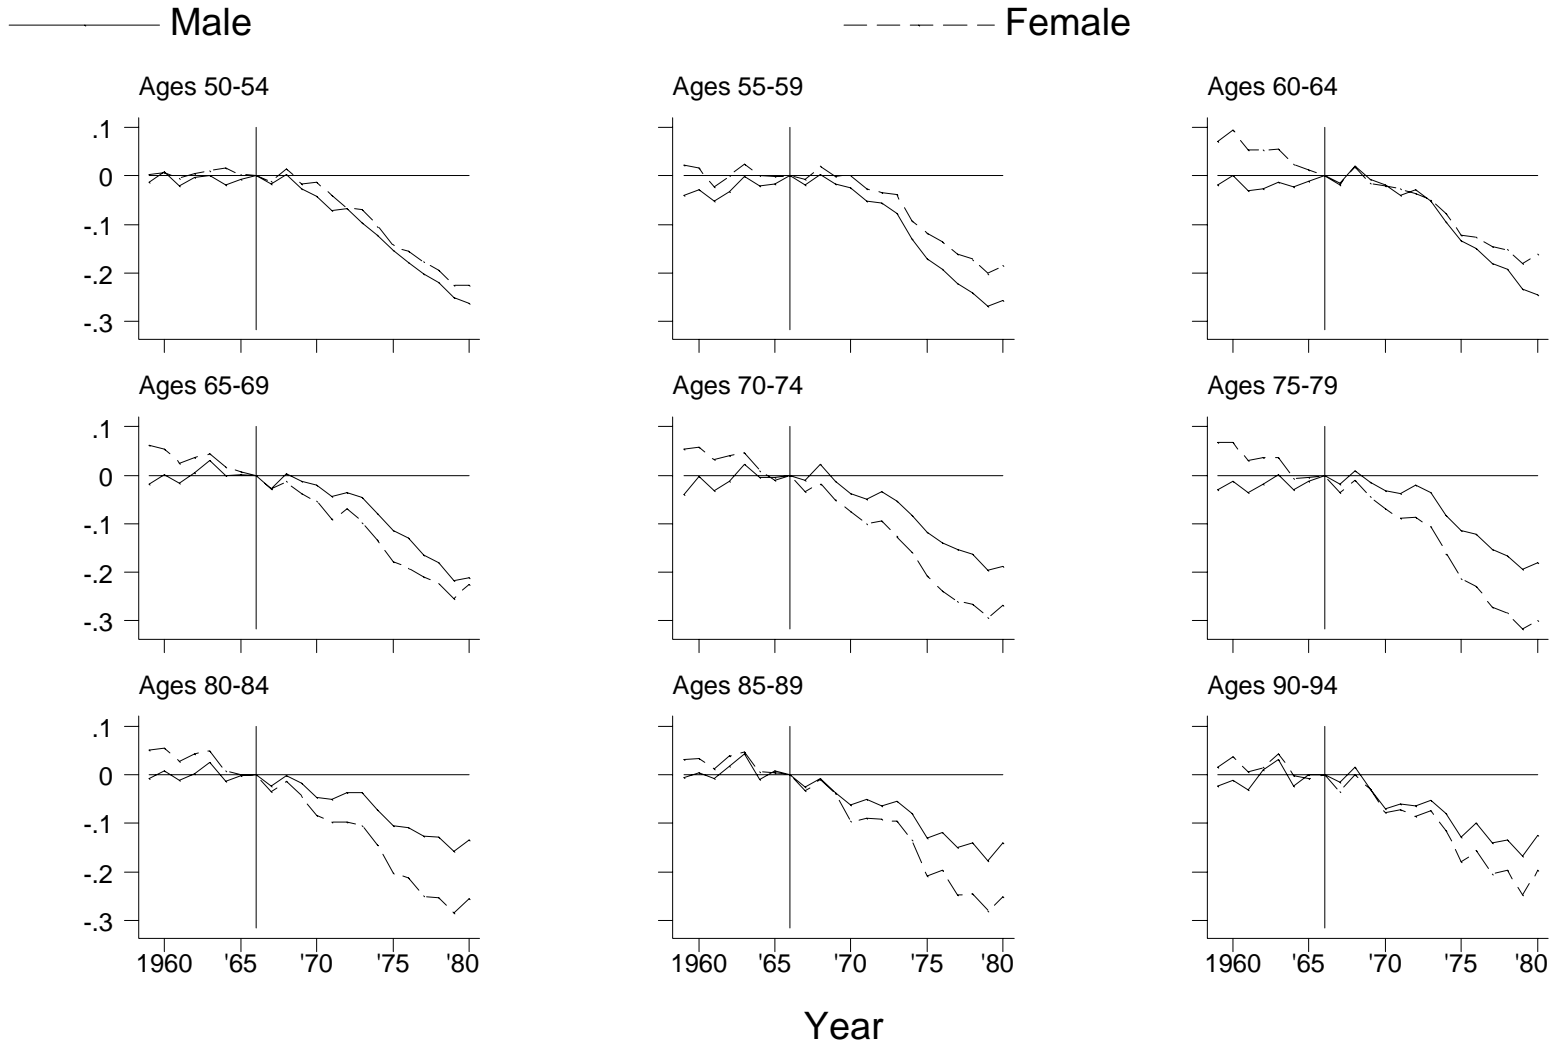 Male Female
Ages 50-54 Ages 55-59 Ages 60-64
.1
0
-.1
-.2
-.3
Ages 65-69 Ages 70-74 Ages 75-79
.1
0
-.1
-.2
-.3
Ages 80-84 Ages 85-89 Ages 90-94
.1
0
-.1
-.2
-.3
1960 '65 '70 '75 '80 1960 '65 '70 '75 '80 1960 '65 '70 '75 '80
Year